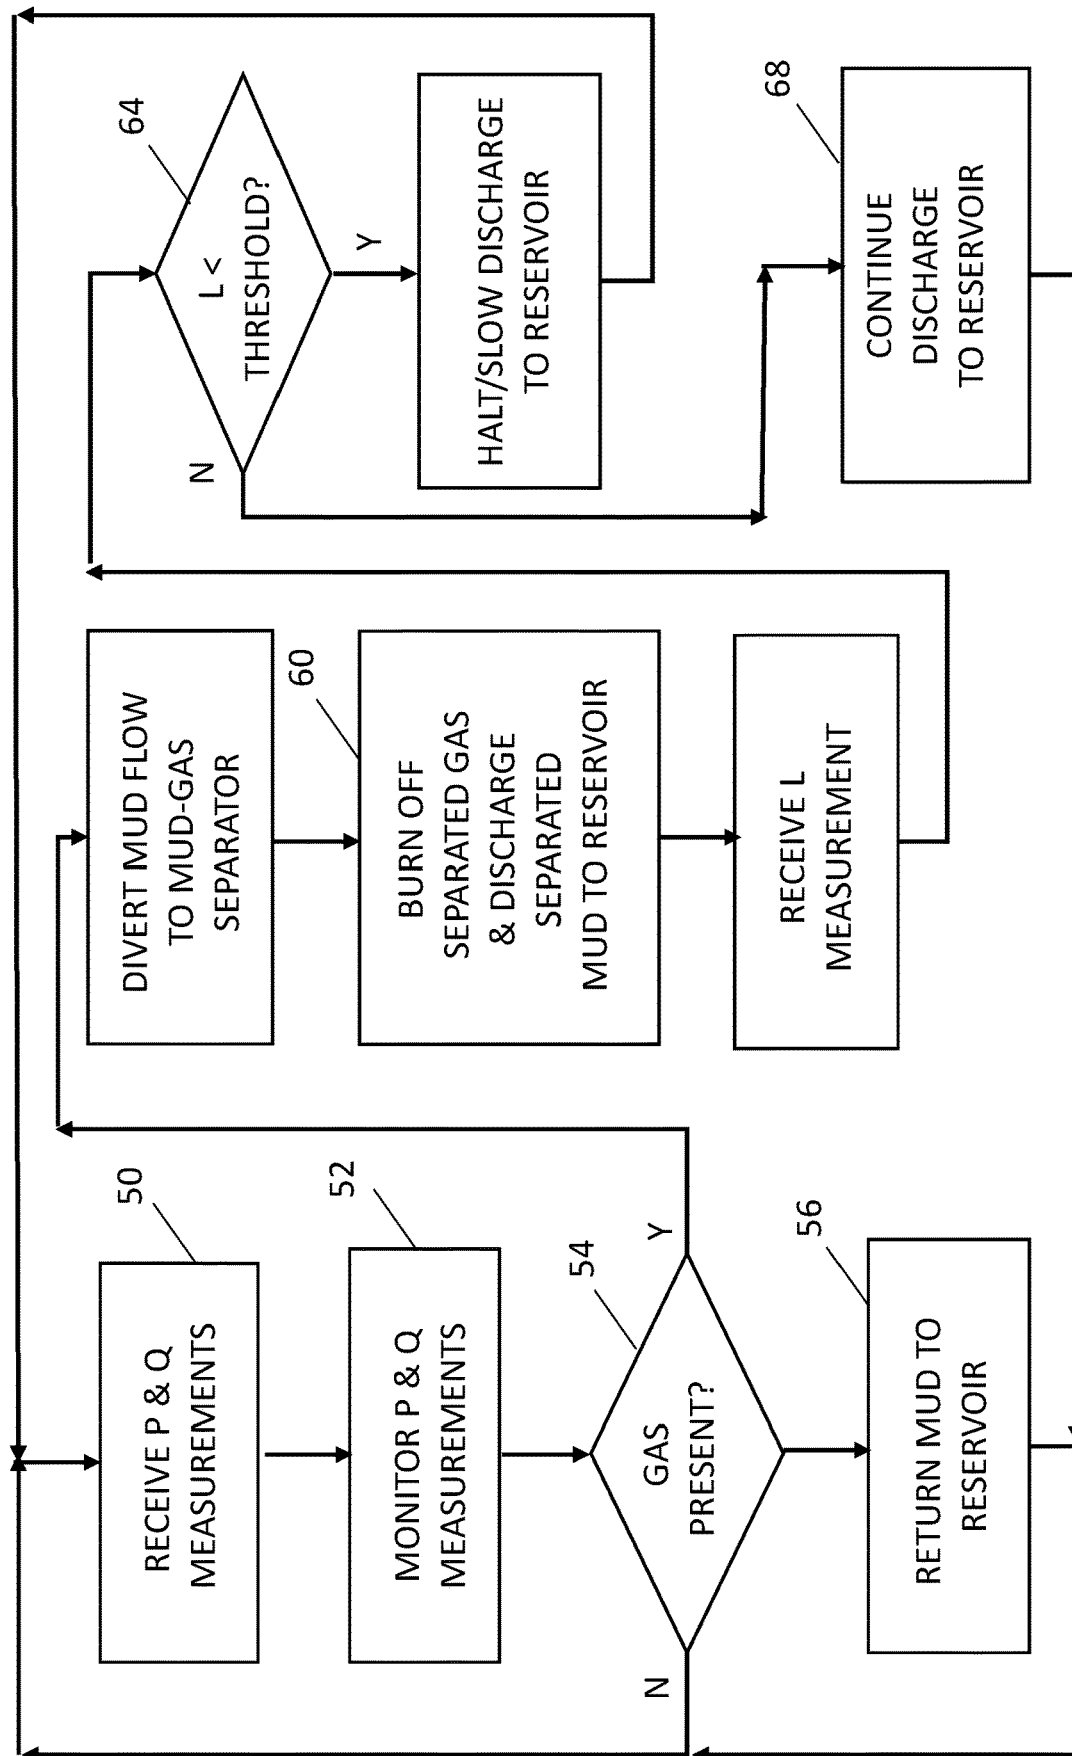 50
RECEIVE P & Q
MEASUREMENTS
52
MONITOR P & Q
MEASUREMENTS
54
GAS
PRESENT?
Y
N
56
RETURN MUD TO
RESERVOIR
DIVERT MUD FLOW
TO MUD-GAS
SEPARATOR
60
BURN OFF
SEPARATED GAS
& DISCHARGE
SEPARATED
MUD TO RESERVOIR
RECEIVE L
MEASUREMENT
64
L <
THRESHOLD?
N
Y
HALT/SLOW DISCHARGE
TO RESERVOIR
68
CONTINUE
DISCHARGE
TO RESERVOIR